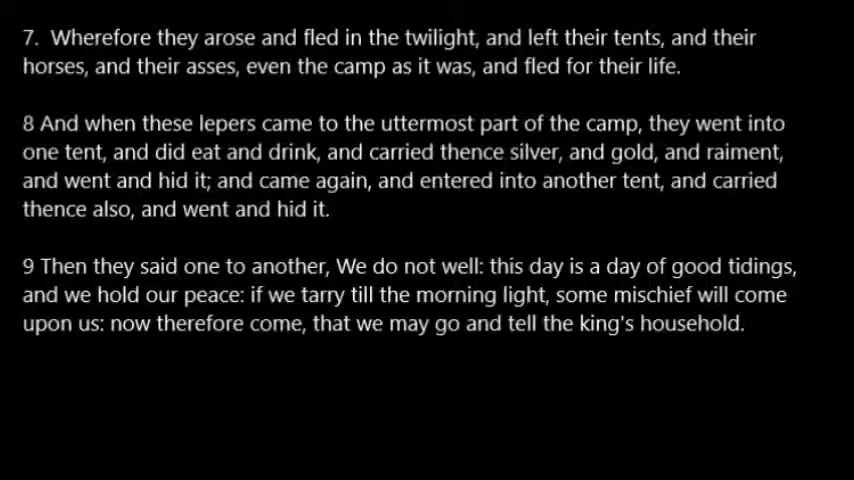 7.  Wherefore they arose and fled in the twilight, and left their tents, and their
horses, and their asses, even the camp as it was, and fled for their life.
8 And when these lepers came to the uttermost part of the camp, they went into
one tent, and did eat and drink, and carried thence silver, and gold, and raiment,
and went and hid it; and came again, and entered into another tent, and carried
thence also, and went and hid it.
9 Then they said one to another, We do not well: this day is a day of good tidings,
and we hold our peace: if we tarry till the morning light, some mischief will come
upon us: now therefore come, that we may go and tell the king's household.